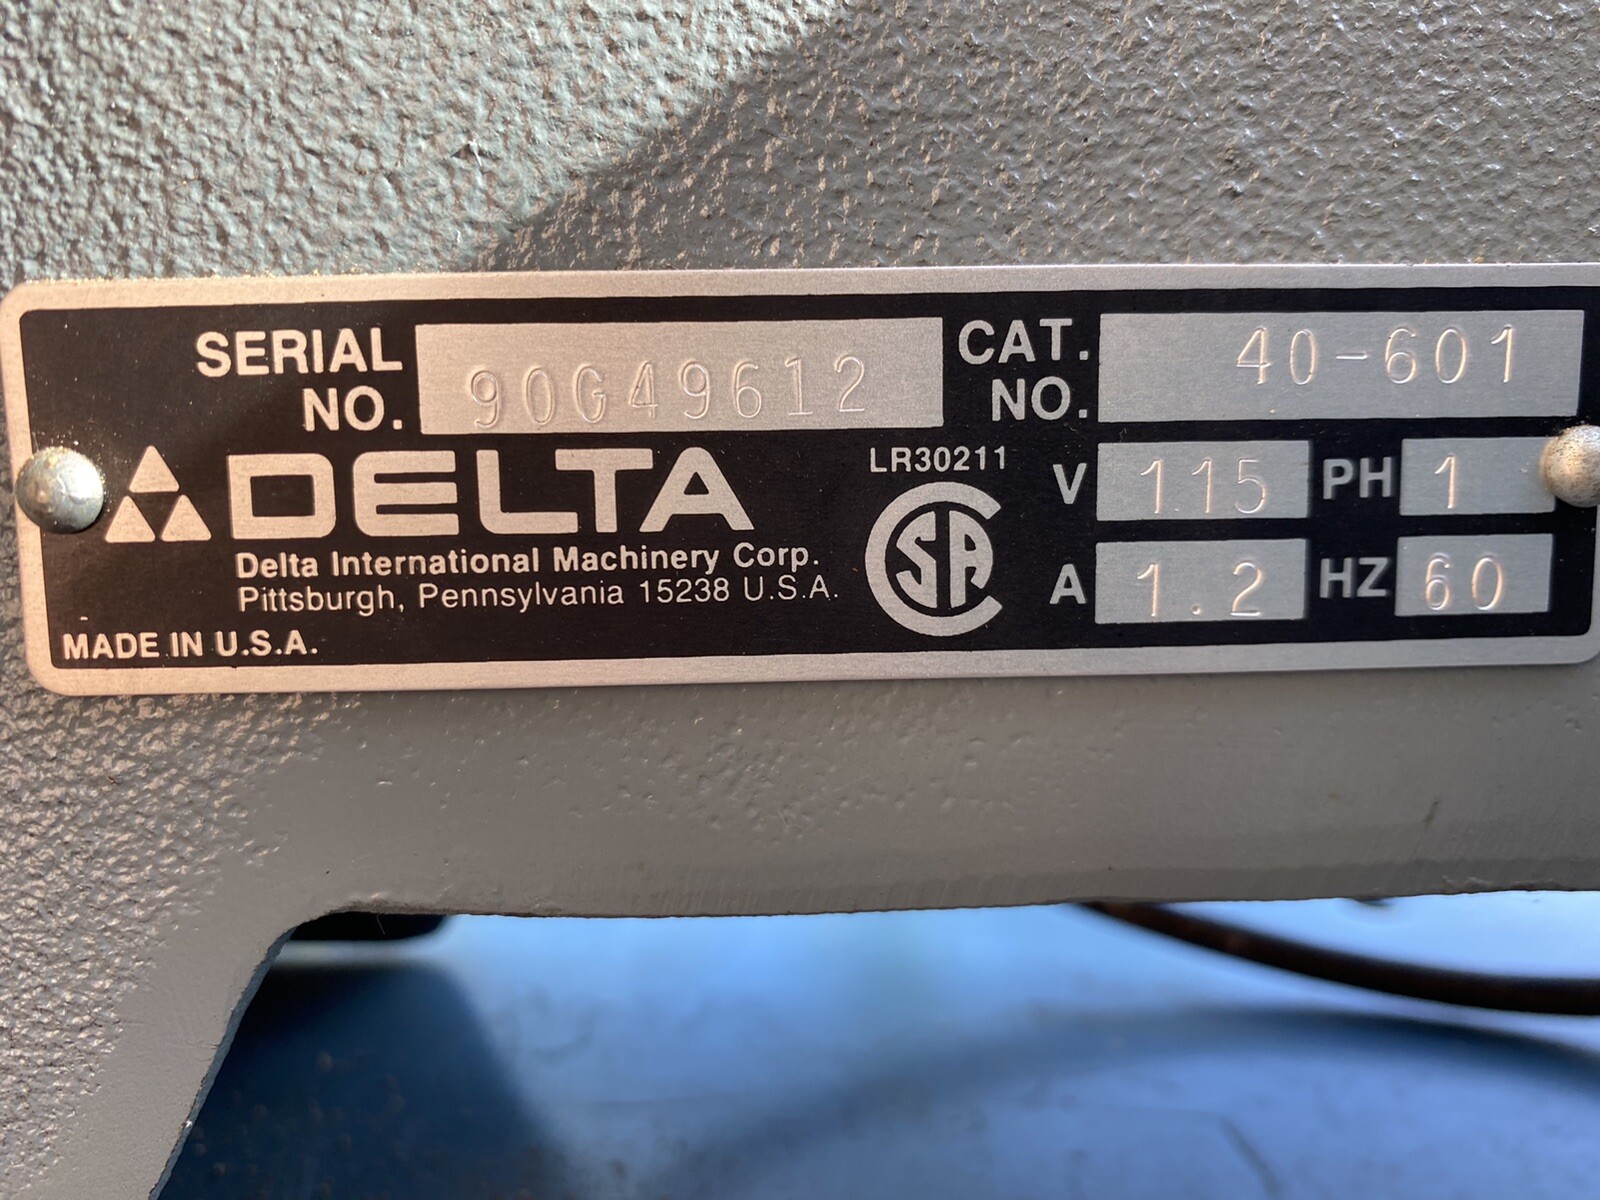 SERIAL NO. 90G49612
CAT. NO. 40-601
DELTA
LR30211
V 115 PH 1
Delta International Machinery Corp.
Pittsburgh, Pennsylvania 15238 U.S.A.
CSA
A 1.2 HZ 60
MADE IN U.S.A.